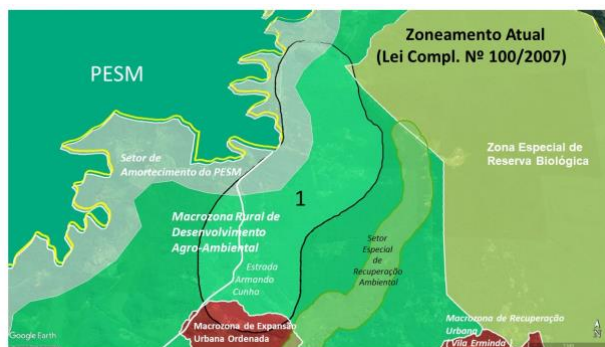 Zoneamento Atual
(Lei Compl. Nº 100/2007)
PESM
Zona Especial de
Reserva Biológica
Setor de
Amortecimento do PESM
1
Macrozona Rural de
Desenvolvimento
Agro-Ambiental
Setor
Especial
de
Recuperação
Ambiental
Estrada
Armando
Cunha
Macrozona de Expansão
Urbana Ordenada
Macrozona de Recuperação
Urbana
(Vila Erminda)
Google Earth
N